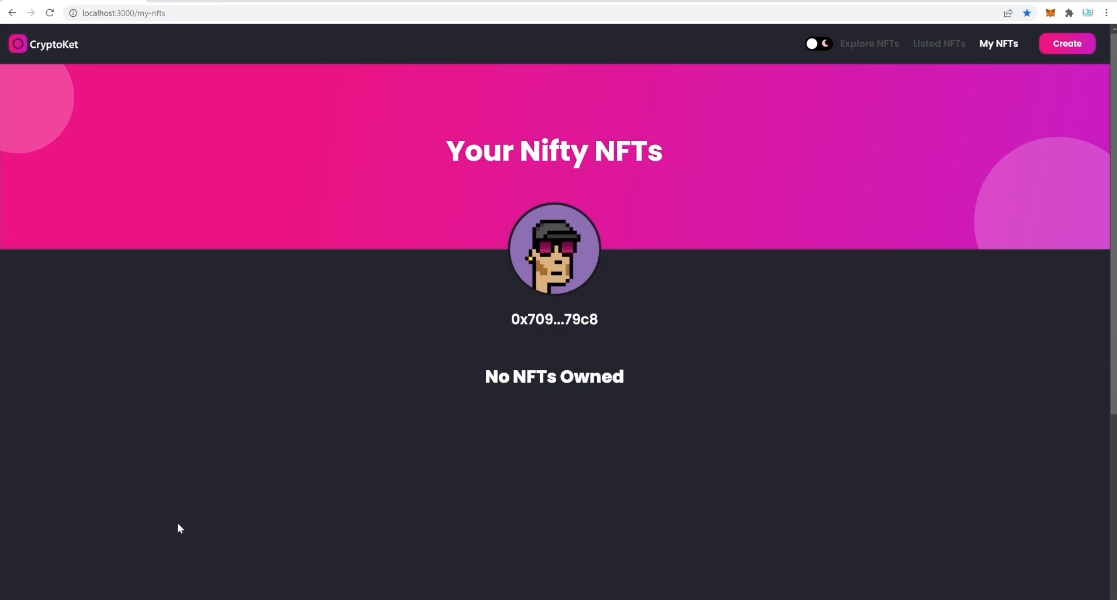 localhost:3000/my-nfts
CryptoKet
Explore NFTs
Listed NFTs
My NFTs
Create
Your Nifty NFTs
0x709...79c8
No NFTs Owned